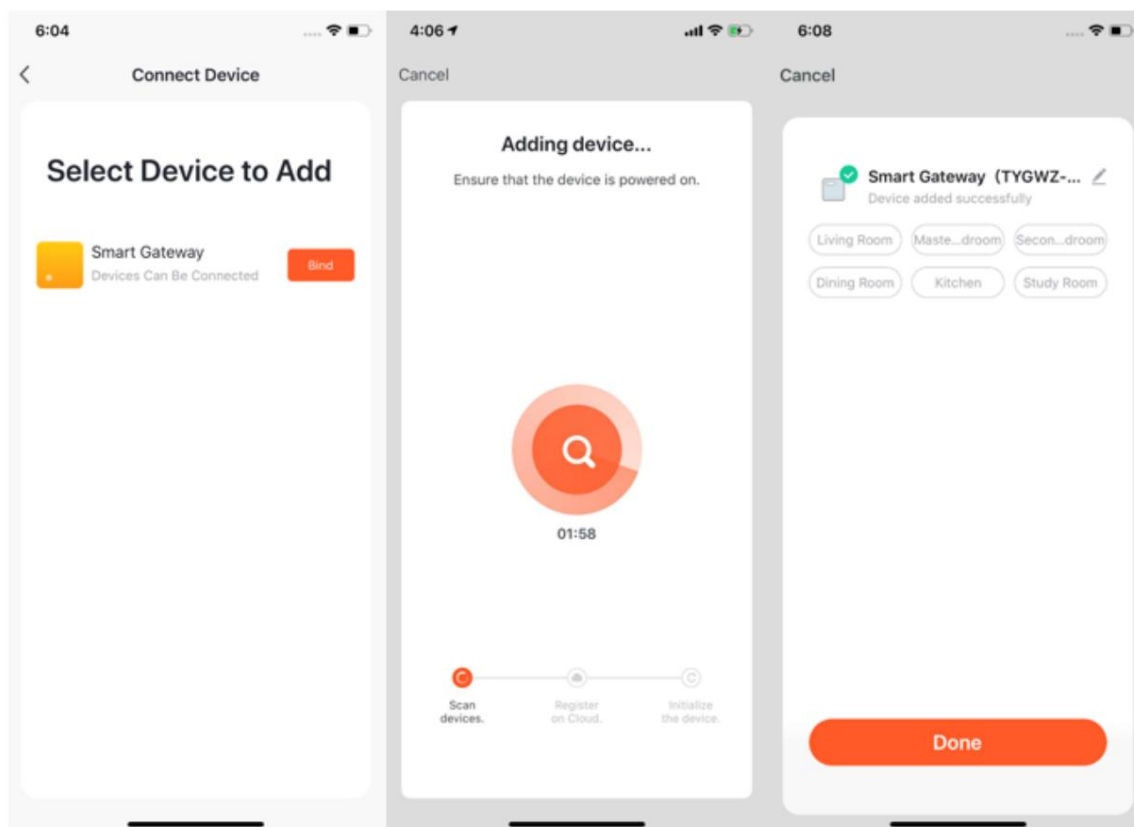 6:04
Connect Device
Select Device to Add
Smart Gateway
Devices Can Be Connected
Bind
4:06
Cancel
Adding device...
Ensure that the device is powered on.
01:58
Scan
devices.
Register
on Cloud.
Initialize
the device.
6:08
Cancel
Smart Gateway（TYGWZ-...
Device added successfully
Living Room
Maste...droom
Secon...droom
Dining Room
Kitchen
Study Room
Done